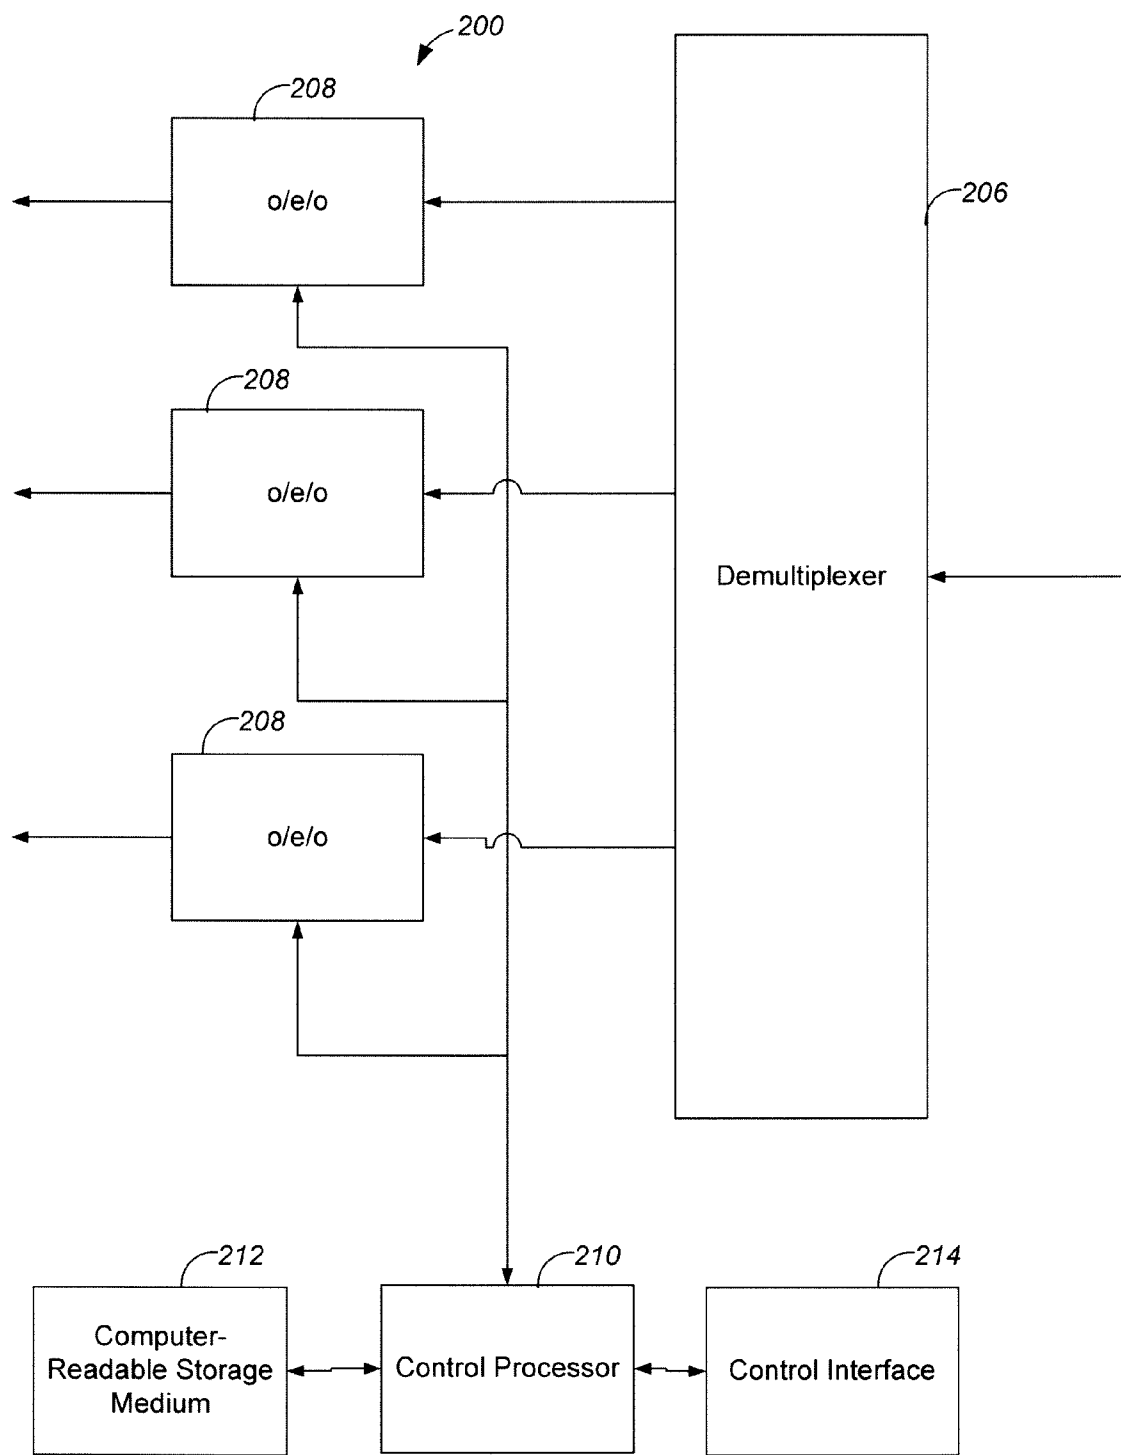 200
208
o/e/o
206
208
o/e/o
Demultiplexer
208
o/e/o
212
210
214
Computer-
Readable Storage
Medium
Control Processor
Control Interface